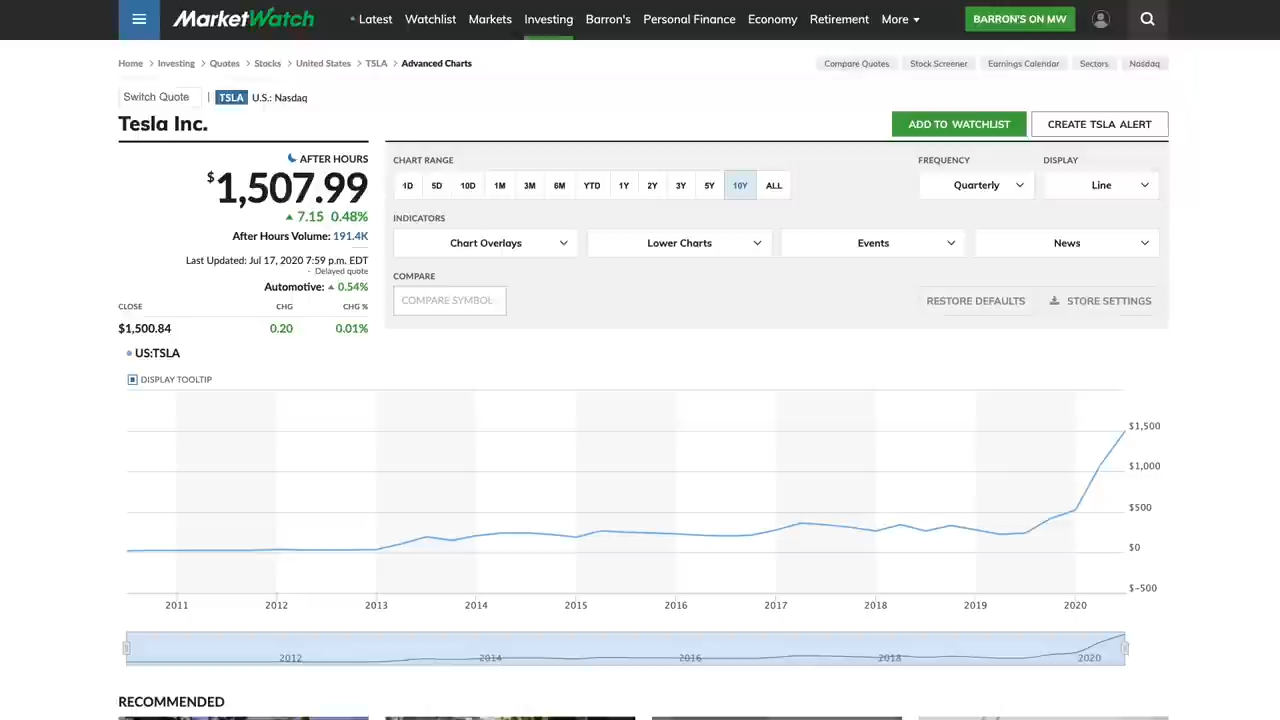 MarketWatch Latest Watchlist Markets Investing Barron's Personal Finance Economy Retirement More BARRON'S ON MW
Home > Investing > Quotes > Stocks > United States > TSLA > Advanced Charts
Compare Quotes Stock Screener Earnings Calendar Sectors Nasdaq
Switch Quote | TSLA U.S.: Nasdaq
Tesla Inc.
ADD TO WATCHLIST CREATE TSLA ALERT
AFTER HOURS
$1,507.99
7.15 0.48%
After Hours Volume: 191.4K
Last Updated: Jul 17, 2020 7:59 p.m. EDT
Delayed quote
Automotive: 0.54%
CLOSE CHG CHG %
$1,500.84 0.20 0.01%
CHART RANGE FREQUENCY DISPLAY
1D 5D 10D 1M 3M 6M YTD 1Y 2Y 3Y 5Y 10Y ALL Quarterly Line
INDICATORS
Chart Overlays Lower Charts Events News
COMPARE
COMPARE SYMBOL RESTORE DEFAULTS STORE SETTINGS
US:TSLA
DISPLAY TOOLTIP
$1,500
$1,000
$500
$0
$-500
2011 2012 2013 2014 2015 2016 2017 2018 2019 2020
2012 2014 2016 2018 2020
RECOMMENDED